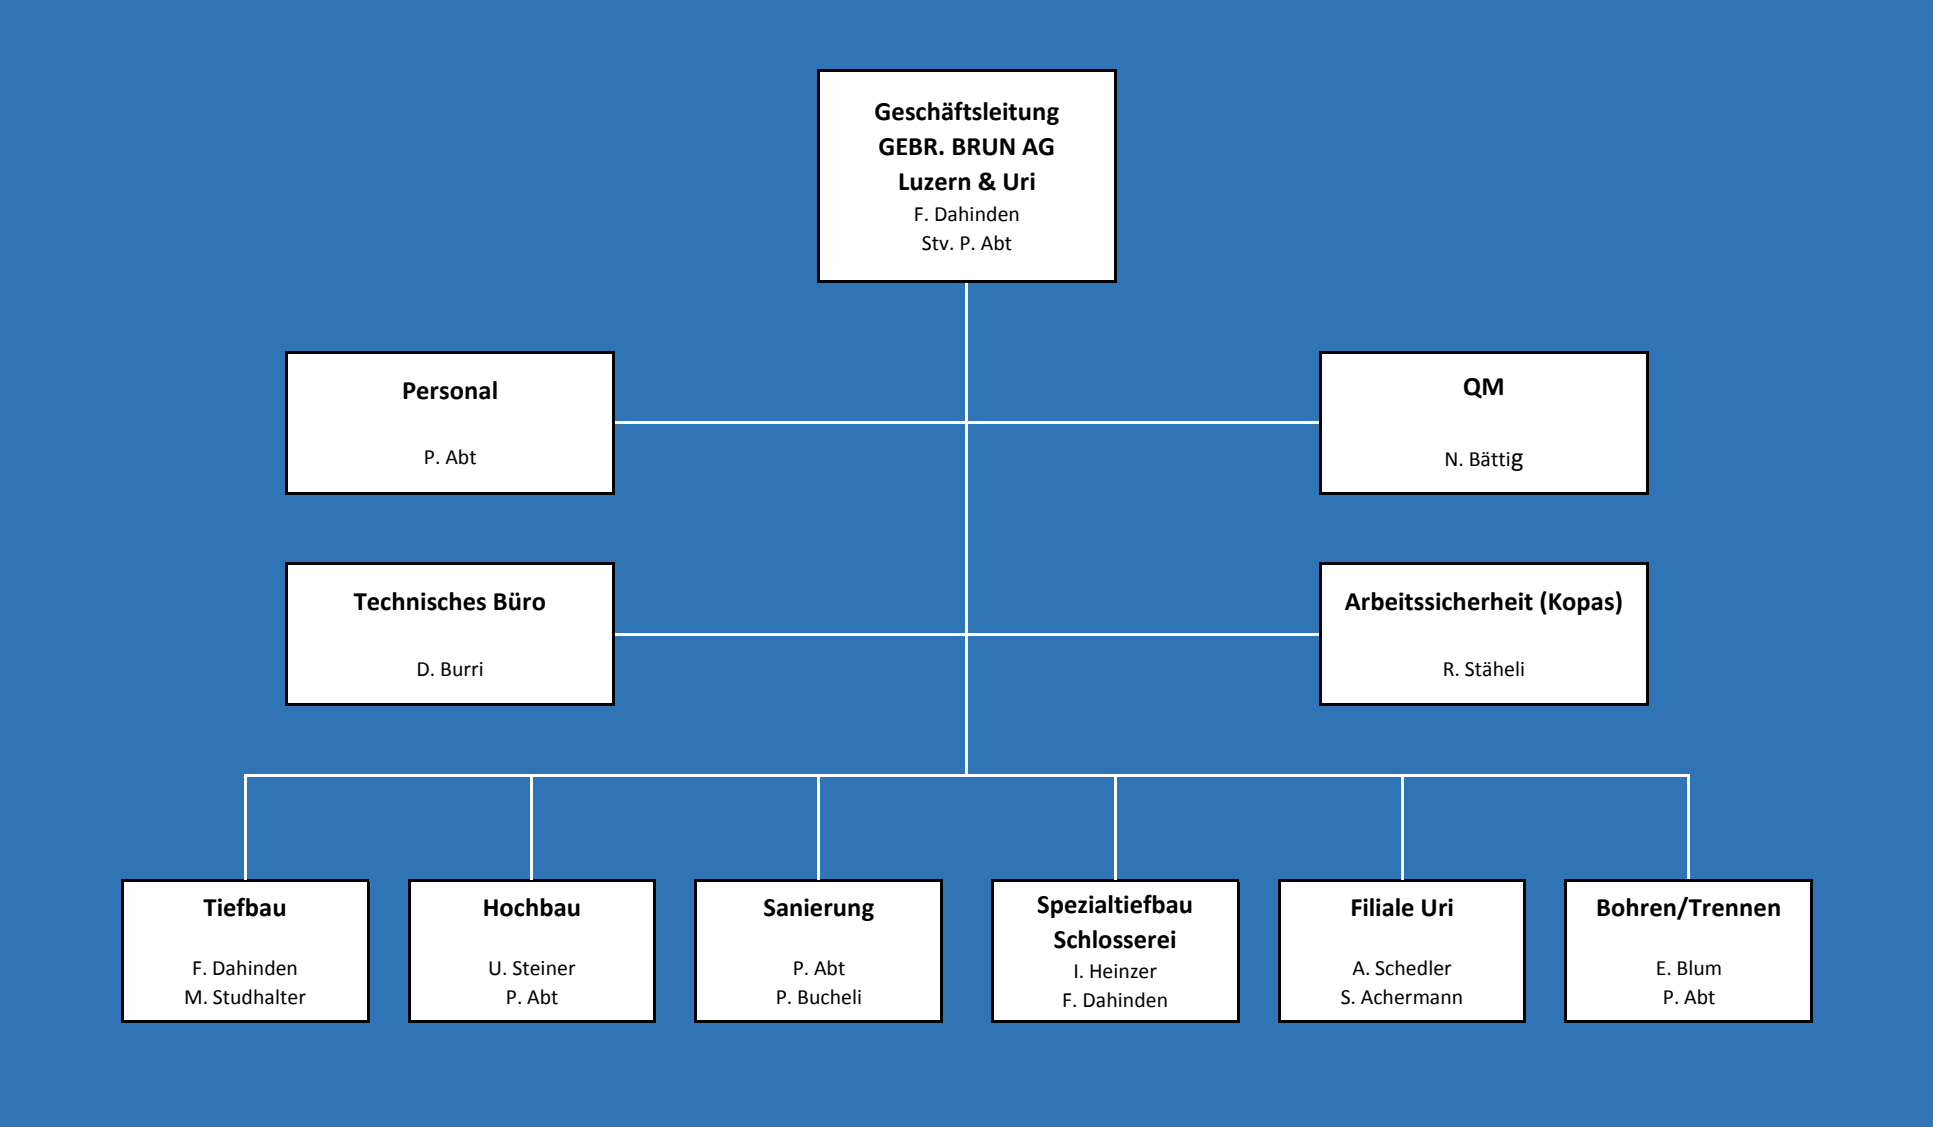 Geschäftsleitung
GEBR. BRUN AG
Luzern & Uri
F. Dahinden
Stv. P. Abt
Personal
P. Abt
QM
N. Bättig
Technisches Büro
D. Burri
Arbeitssicherheit (Kopas)
R. Stäheli
Tiefbau
F. Dahinden
M. Studhalter
Hochbau
U. Steiner
P. Abt
Sanierung
P. Abt
P. Bucheli
Spezialtiefbau
Schlosserei
I. Heinzer
F. Dahinden
Filiale Uri
A. Schedler
S. Achermann
Bohren/Trennen
E. Blum
P. Abt